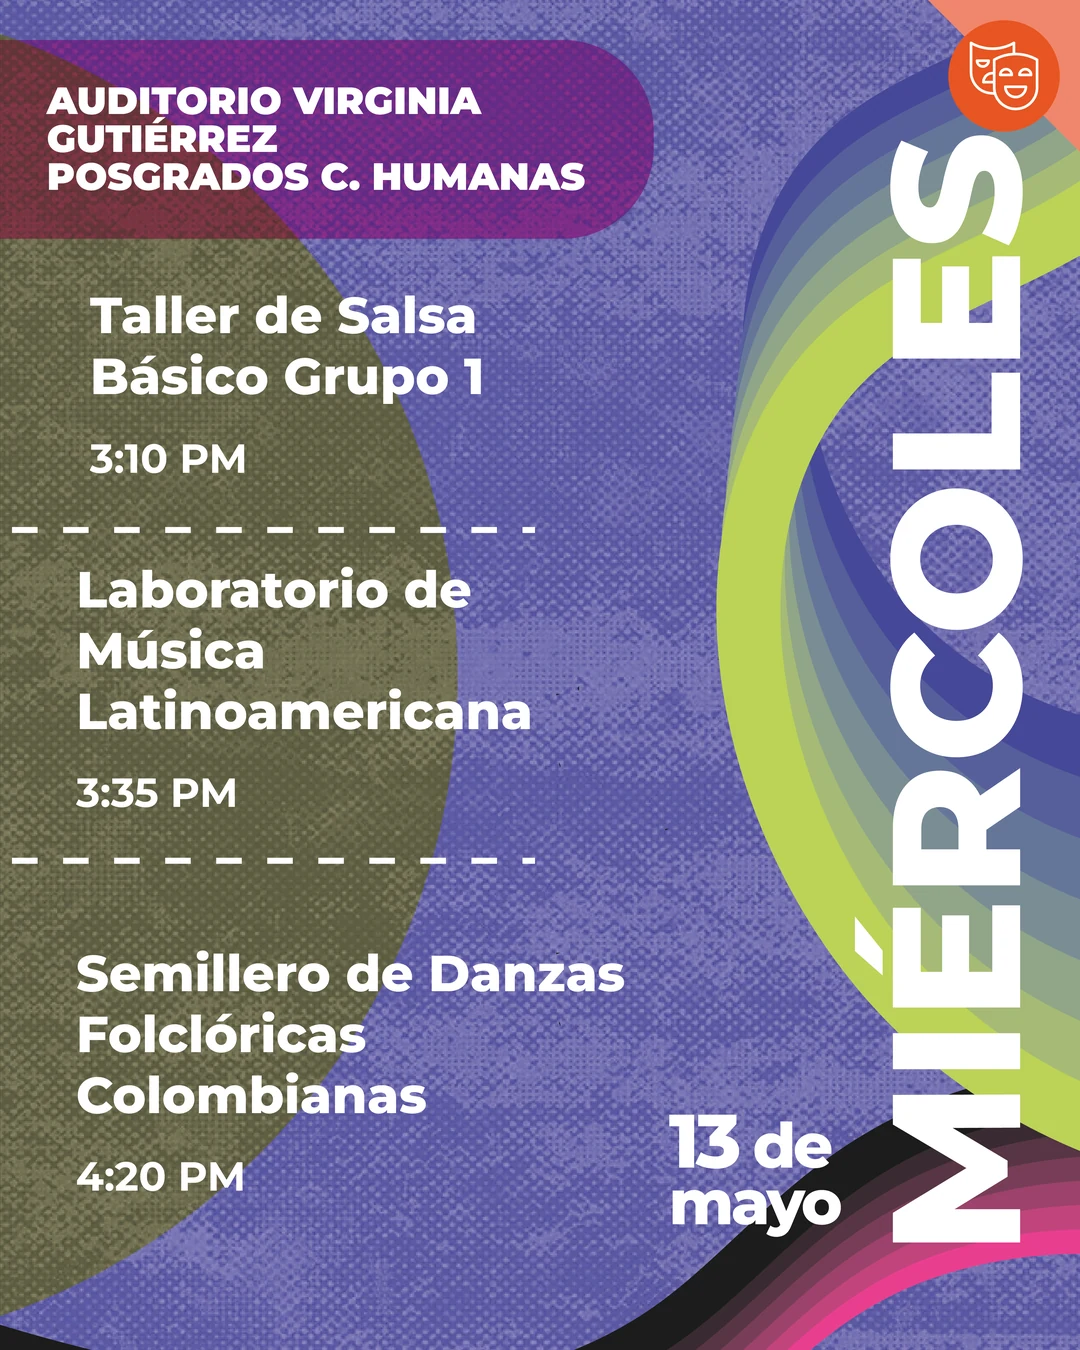 AUDITORIO VIRGINIA
GUTIÉRREZ
POSGRADOS C. HUMANAS
Taller de Salsa
Básico Grupo 1
3:10 PM
Laboratorio de
Música
Latinoamericana
3:35 PM
Semillero de Danzas
Folclóricas
Colombianas
4:20 PM
13 de
mayo
MIÉRCOLES